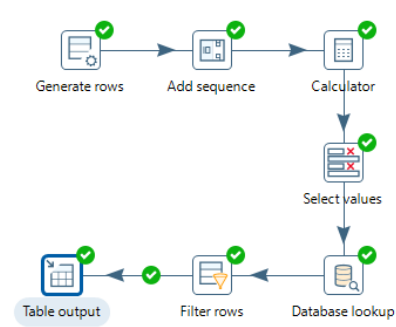 Generate rows
Add sequence
Calculator
Select values
Database lookup
Filter rows
Table output